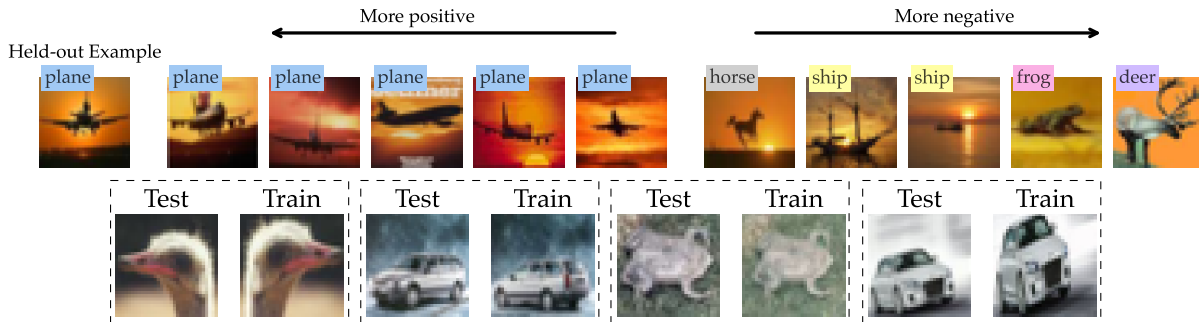 More positive
More negative
Held-out Example
plane
plane
plane
plane
plane
plane
horse
ship
ship
frog
deer
Test
Train
Test
Train
Test
Train
Test
Train